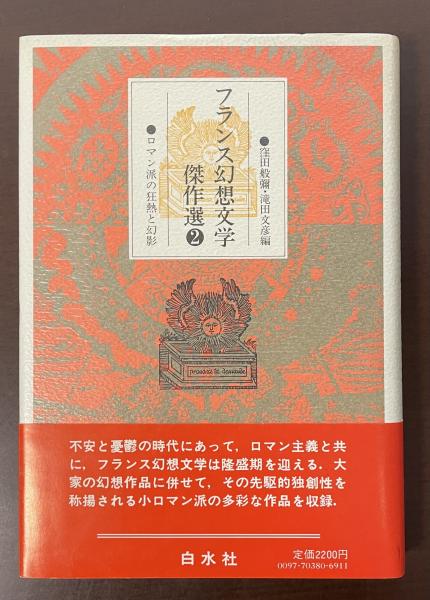 フランス幻想文学
傑作選❷
●窪田般彌・滝田文彦編
●ロマン派の狂熱と幻影
不安と憂鬱の時代にあって，ロマン主義と共
に，フランス幻想文学は隆盛期を迎える．大
家の幻想作品に併せて，その先駆的独創性を
称揚される小ロマン派の多彩な作品を収録．
白水社
定価2200円
0097-70380-6911